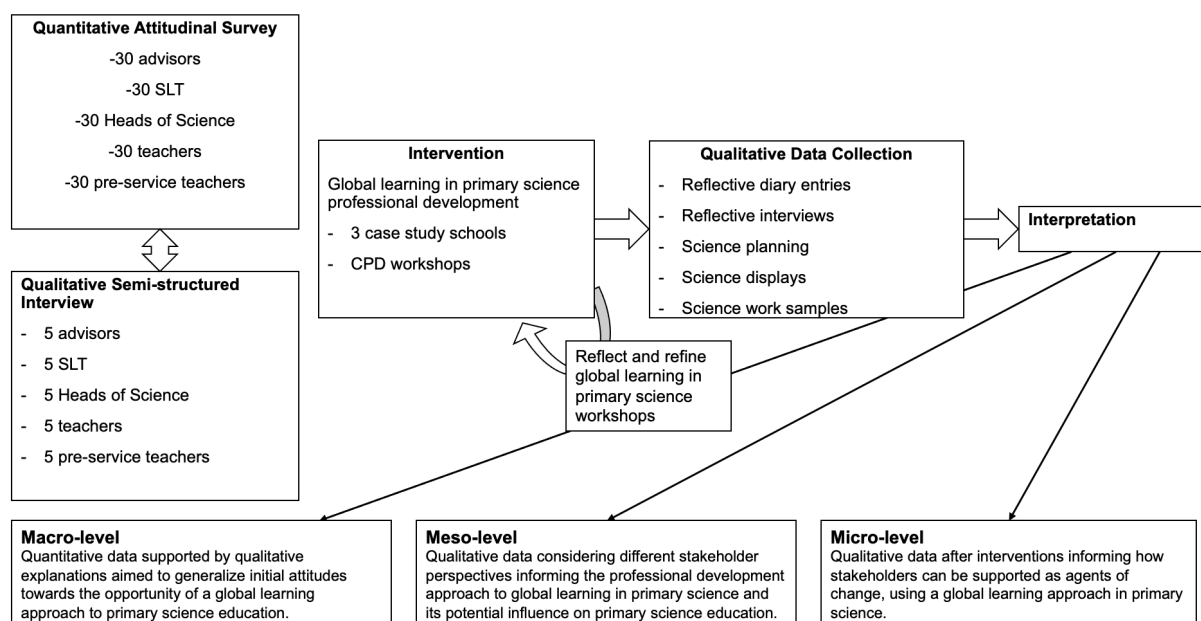 Quantitative Attitudinal Survey
-30 advisors
-30 SLT
-30 Heads of Science
-30 teachers
-30 pre-service teachers
Qualitative Semi-structured
Interview
- 5 advisors
- 5 SLT
- 5 Heads of Science
- 5 teachers
- 5 pre-service teachers
Intervention
Global learning in primary science
professional development
- 3 case study schools
- CPD workshops
Reflect and refine
global learning in
primary science
workshops
Qualitative Data Collection
- Reflective diary entries
- Reflective interviews
- Science planning
- Science displays
- Science work samples
Interpretation
Macro-level
Quantitative data supported by qualitative
explanations aimed to generalize initial attitudes
towards the opportunity of a global learning
approach to primary science education.
Meso-level
Qualitative data considering different stakeholder
perspectives informing the professional development
approach to global learning in primary science and
its potential influence on primary science education.
Micro-level
Qualitative data after interventions informing how
stakeholders can be supported as agents of
change, using a global learning approach in primary
science.